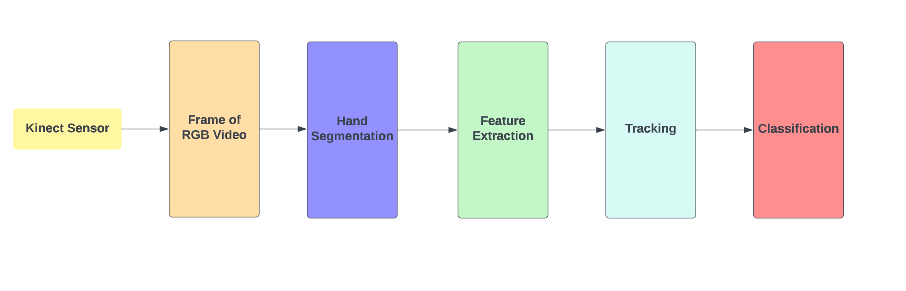 Kinect Sensor
Frame of
RGB Video
Hand
Segmentation
Feature
Extraction
Tracking
Classification